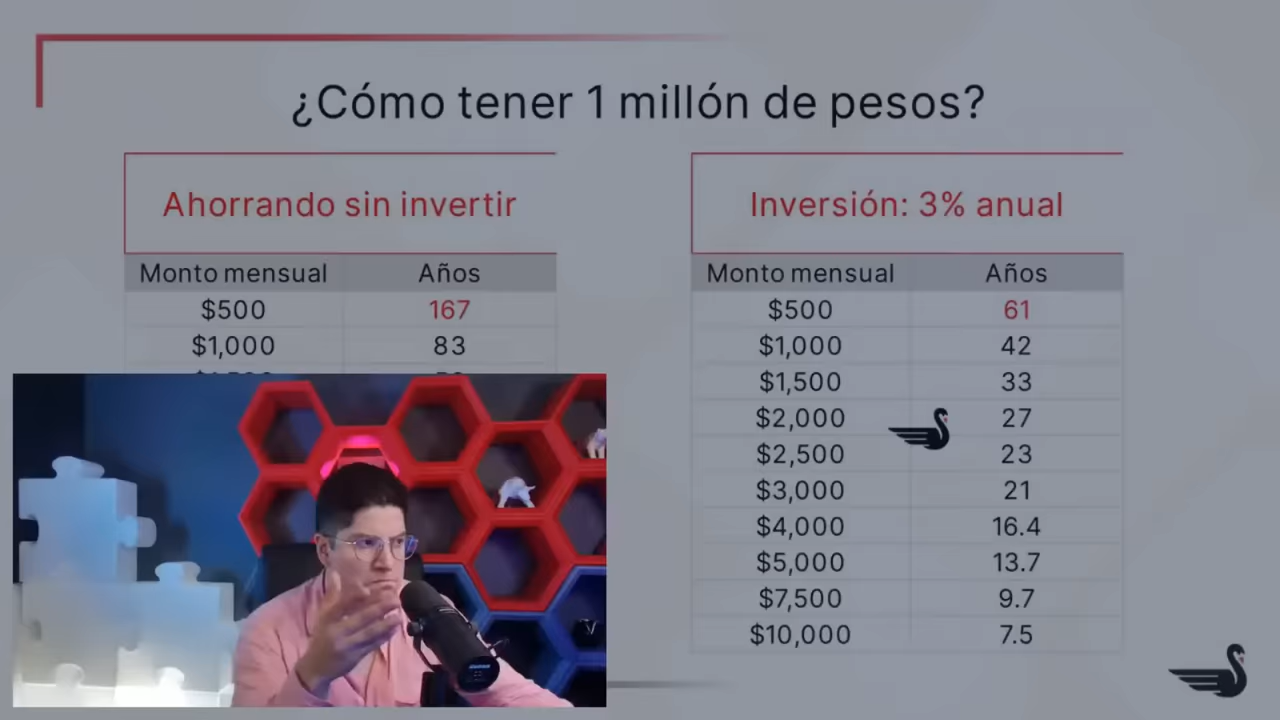 ¿Cómo tener 1 millón de pesos?
Ahorrando sin invertir
Monto mensual Años
$500 167
$1,000 83
Inversión: 3% anual
Monto mensual Años
$500 61
$1,000 42
$1,500 33
$2,000 27
$2,500 23
$3,000 21
$4,000 16.4
$5,000 13.7
$7,500 9.7
$10,000 7.5